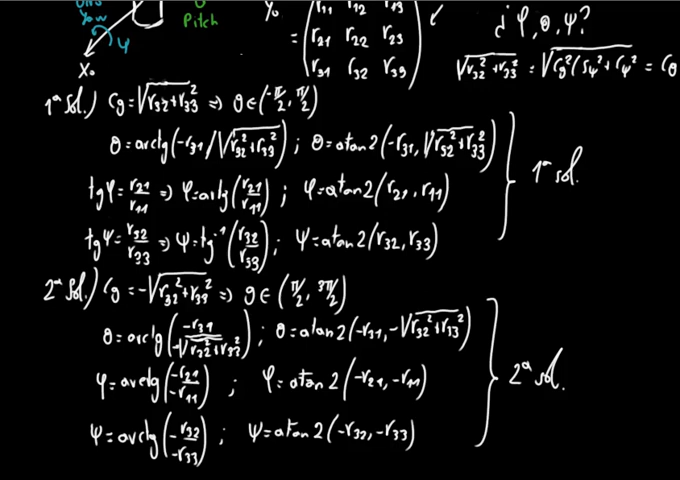 Yaw
ψ
Pitch
X₀
Y₀
r₁₁ r₁₂ r₁₃
= r₂₁ r₂₂ r₂₃
r₃₁ r₃₂ r₃₃
¿ φ, θ, ψ?
√(r₃₂²+r₃₃²) = √(cθ²(sψ²+cψ²)) = cθ
1ª sol.) cθ=√(r₃₂²+r₃₃²) => θ∈(-π/2, π/2)
θ=arctg(-r₃₁/√(r₃₂²+r₃₃²)) ; θ=atan2(-r₃₁, √(r₃₂²+r₃₃²))
tgφ=r₂₁/r₁₁ => φ=arctg(r₂₁/r₁₁) ; φ=atan2(r₂₁, r₁₁)
1ª sol.
tgψ=r₃₂/r₃₃ => ψ=tg⁻¹(r₃₂/r₃₃) ; ψ=atan2(r₃₂, r₃₃)
2ª sol.) cθ=-√(r₃₂²+r₃₃²) => θ∈(π/2, 3π/2)
θ=arctg(-r₃₁/-√(r₃₂²+r₃₃²)) ; θ=atan2(-r₃₁, -√(r₃₂²+r₃₃²))
φ=arctg(-r₂₁/-r₁₁) ; φ=atan2(-r₂₁, -r₁₁)
2ª sol.
ψ=arctg(-r₃₂/-r₃₃) ; ψ=atan2(-r₃₂, -r₃₃)